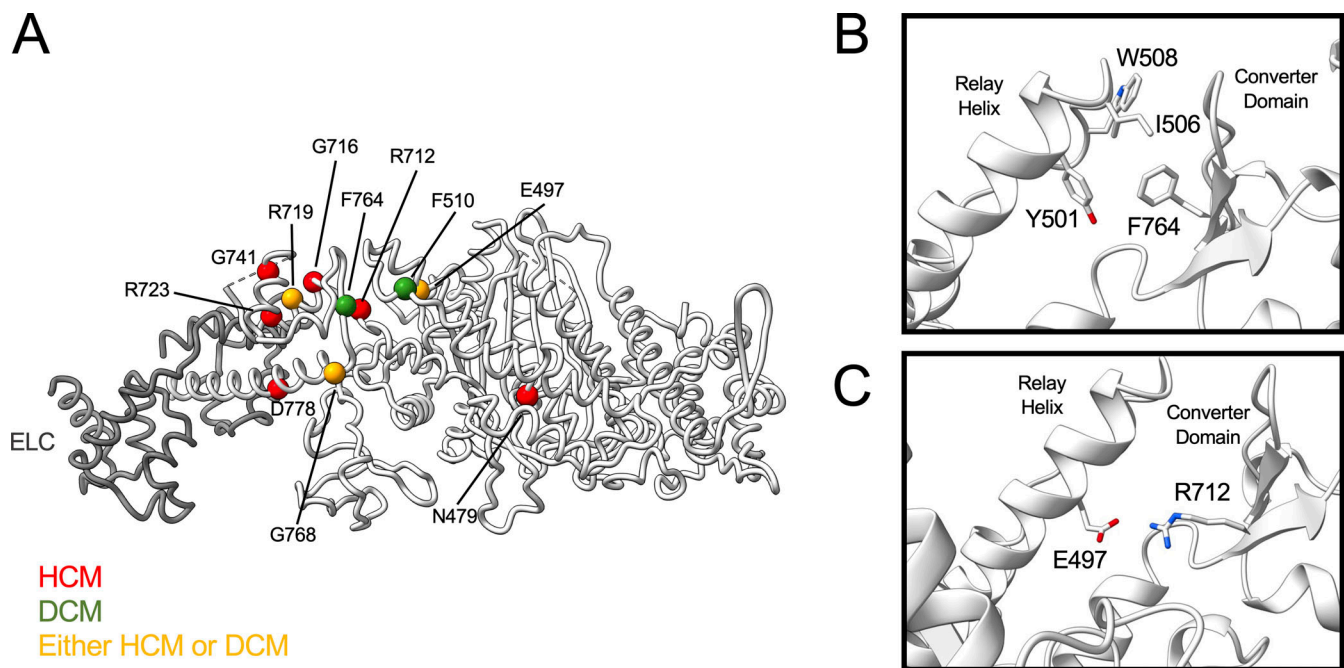 A
G716
R712
R719
F764
F510
E497
G741
R723
D778
ELC
G768
N479
HCM
DCM
Either HCM or DCM
B
W508
Relay
Helix
Converter
Domain
I506
Y501
F764
C
Relay
Helix
Converter
Domain
R712
E497